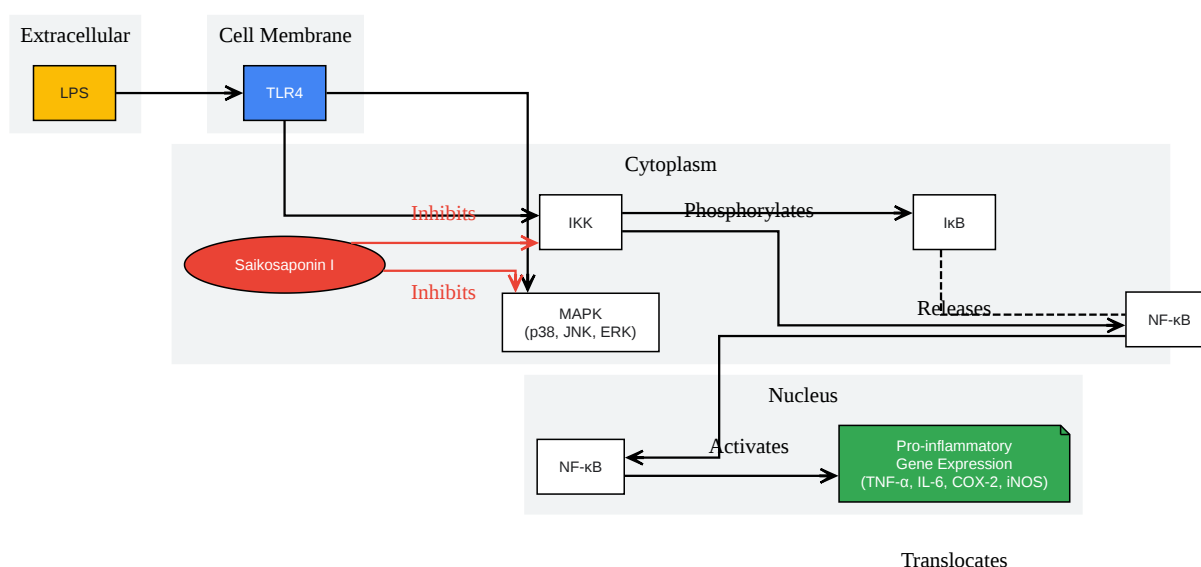 Extracellular
Cell Membrane
LPS
TLR4
Cytoplasm
Inhibits
IKK
Phosphorylates
IκB
Saikosaponin I
Inhibits
MAPK
(p38, JNK, ERK)
Releases
NF-κB
Nucleus
NF-κB
Activates
Pro-inflammatory
Gene Expression
(TNF-α, IL-6, COX-2, iNOS)
Translocates